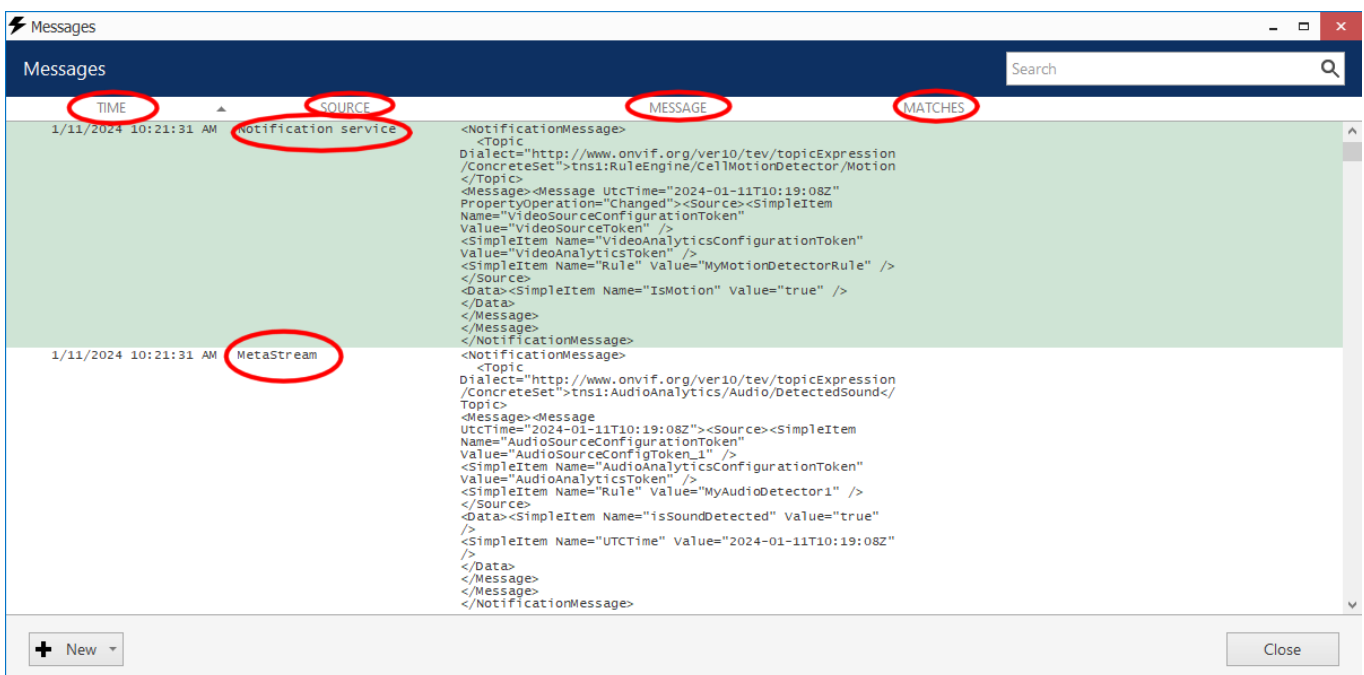 Messages
Messages
Search
TIME SOURCE MESSAGE MATCHES
1/11/2024 10:21:31 AM Notification service <NotificationMessage>
<Topic
Dialect="http://www.onvif.org/ver10/tev/topicExpression
/ConcreteSet">tns1:RuleEngine/CellMotionDetector/Motion
</Topic>
<Message><Message UtcTime="2024-01-11T10:19:08Z"
PropertyOperation="Changed"><Source><SimpleItem
Name="VideoSourceConfigurationToken"
Value="VideoSourceToken" />
<SimpleItem Name="VideoAnalyticsConfigurationToken"
Value="VideoAnalyticsToken" />
<SimpleItem Name="Rule" Value="MyMotionDetectorRule" />
</Source>
<Data><SimpleItem Name="IsMotion" Value="true" />
</Data>
</Message>
</Message>
</NotificationMessage>
1/11/2024 10:21:31 AM MetaStream <NotificationMessage>
<Topic
Dialect="http://www.onvif.org/ver10/tev/topicExpression
/ConcreteSet">tns1:AudioAnalytics/Audio/DetectedSound</
Topic>
<Message><Message
UtcTime="2024-01-11T10:19:08Z"><Source><SimpleItem
Name="AudioSourceConfigurationToken"
Value="AudioSourceConfigToken_1" />
<SimpleItem Name="AudioAnalyticsConfigurationToken"
Value="AudioAnalyticsToken" />
<SimpleItem Name="Rule" Value="MyAudioDetector1" />
</Source>
<Data><SimpleItem Name="isSoundDetected" Value="true"
/>
<SimpleItem Name="UTCTime" Value="2024-01-11T10:19:08Z"
/>
</Data>
</Message>
</Message>
</NotificationMessage>
New
Close